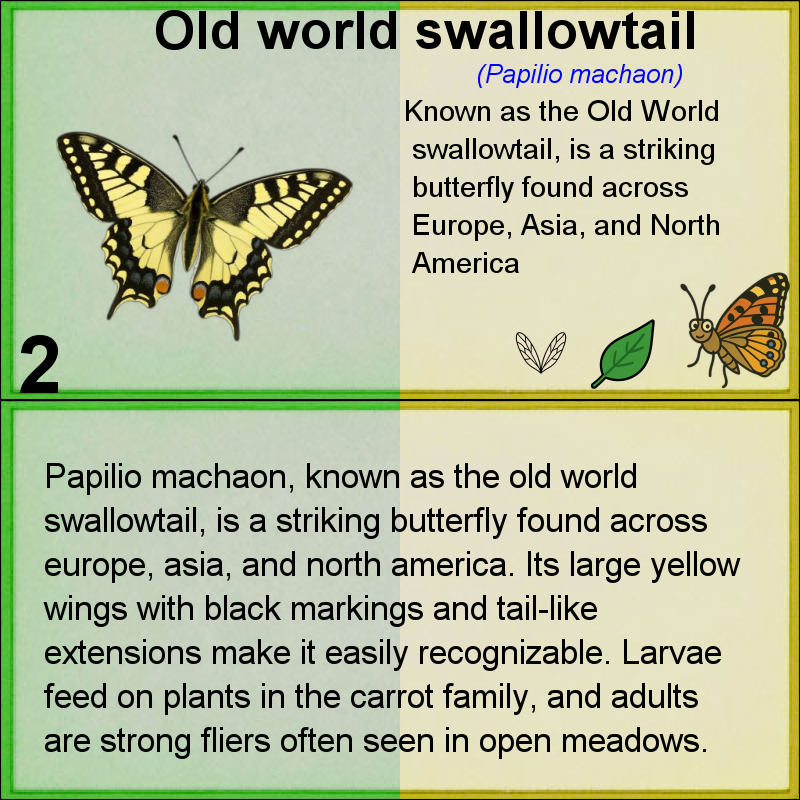 Old world swallowtail
(Papilio machaon)
Known as the Old World
swallowtail, is a striking
butterfly found across
Europe, Asia, and North
America
2
Papilio machaon, known as the old world
swallowtail, is a striking butterfly found across
europe, asia, and north america. Its large yellow
wings with black markings and tail-like
extensions make it easily recognizable. Larvae
feed on plants in the carrot family, and adults
are strong fliers often seen in open meadows.